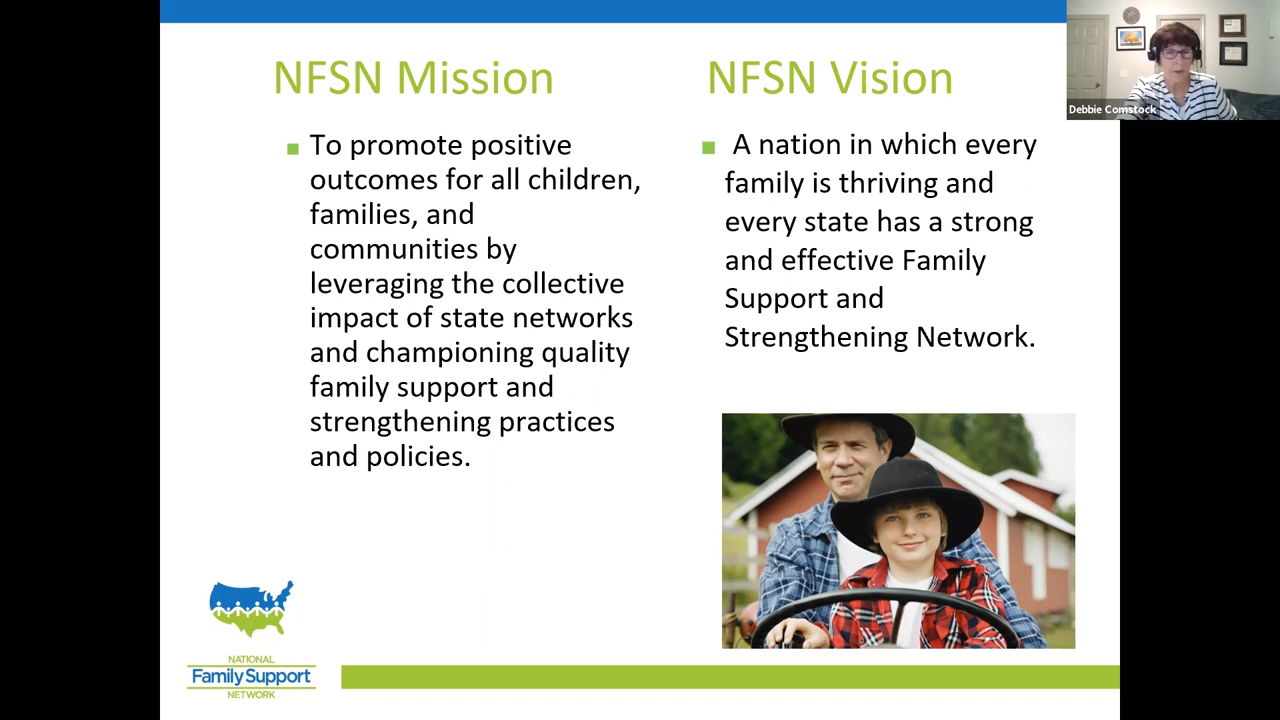 NFSN Mission
■ To promote positive
outcomes for all children,
families, and
communities by
leveraging the collective
impact of state networks
and championing quality
family support and
strengthening practices
and policies.
NFSN Vision
■ A nation in which every
family is thriving and
every state has a strong
and effective Family
Support and
Strengthening Network.
Debbie Comstock
NATIONAL
Family Support
NETWORK